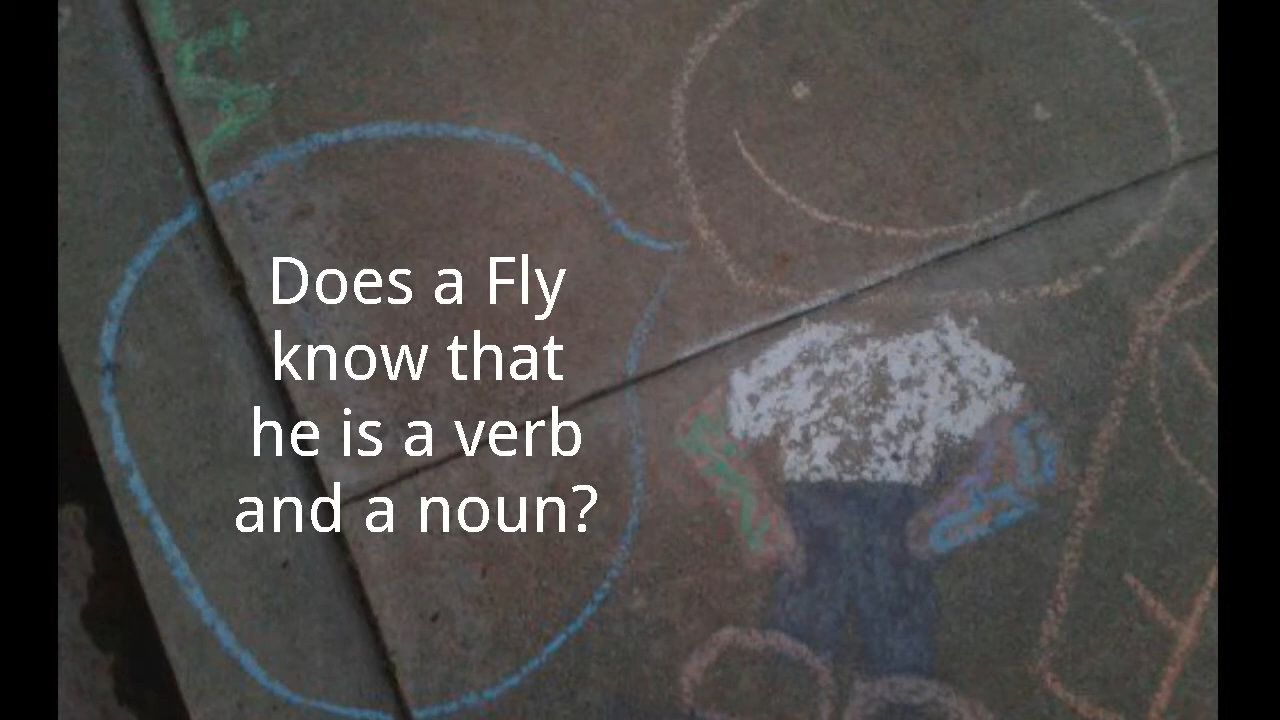 Does a Fly
know that
he is a verb
and a noun?